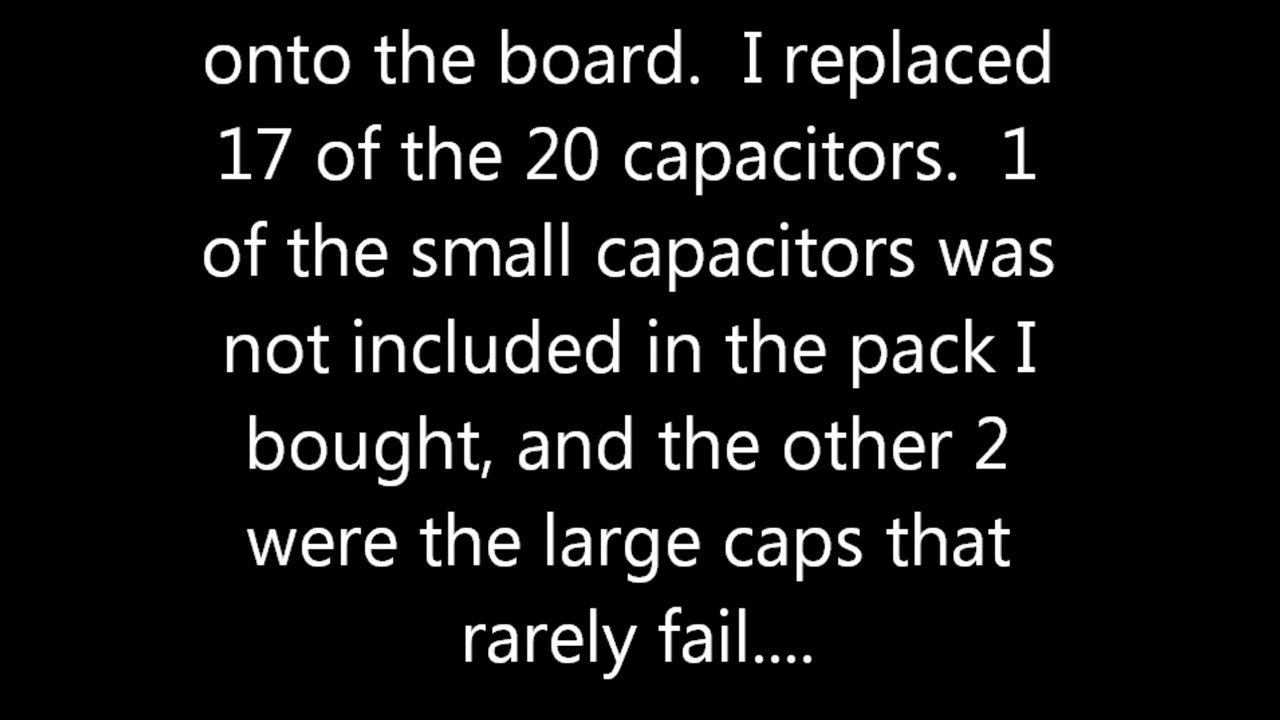 onto the board.  I replaced
17 of the 20 capacitors.  1
of the small capacitors was
not included in the pack I
bought, and the other 2
were the large caps that
rarely fail....